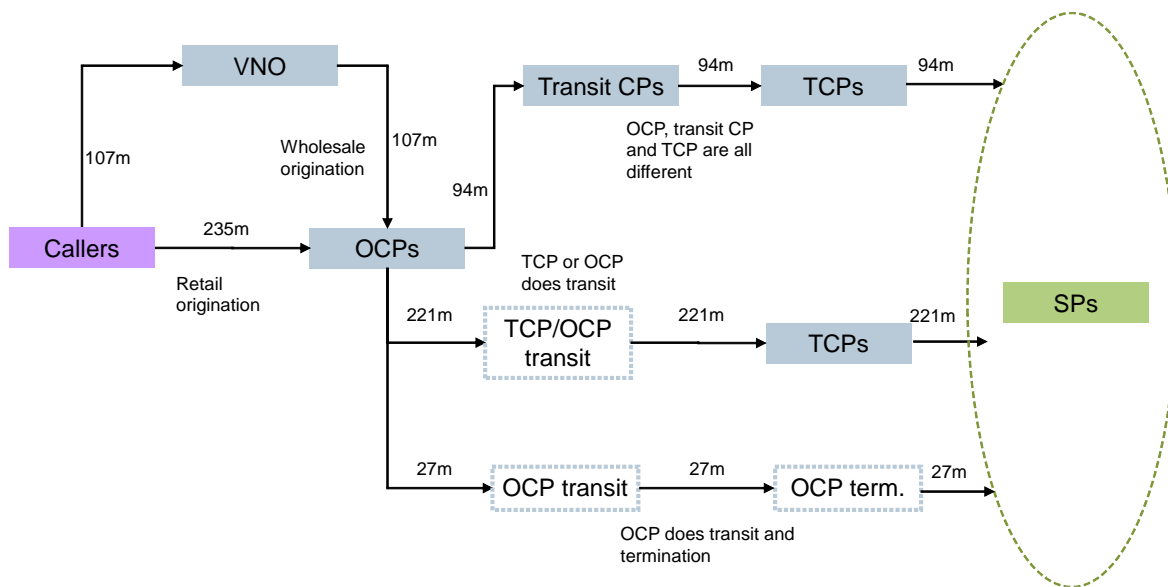 VNO
94m
94m
Transit CPs
TCPs
107m
Wholesale
origination
107m
OCP, transit CP
and TCP are all
different
94m
235m
Callers
OCPs
Retail
origination
TCP or OCP
does transit
221m
TCP/OCP
transit
221m
TCPs
221m
SPs
27m
OCP transit
27m
OCP term.
27m
OCP does transit and
termination